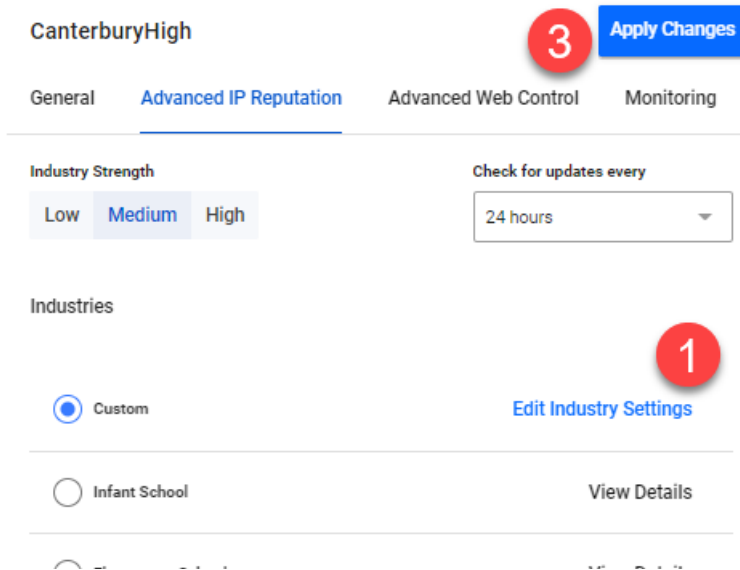 CanterburyHigh
3
Apply Changes
General Advanced IP Reputation Advanced Web Control Monitoring
Industry Strength
Check for updates every
Low Medium High
24 hours
Industries
1
Custom
Edit Industry Settings
Infant School
View Details